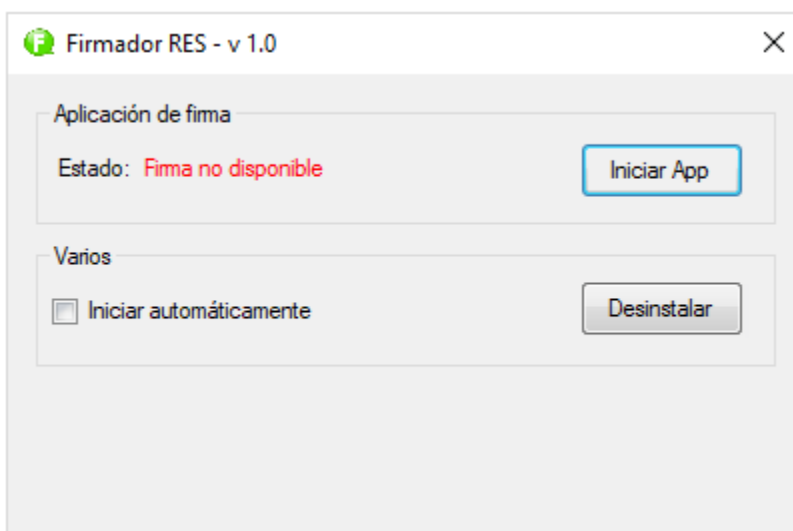 Firmador RES - v 1.0
Aplicación de firma
Estado: Firma no disponible
Iniciar App
Varios
Iniciar automáticamente
Desinstalar